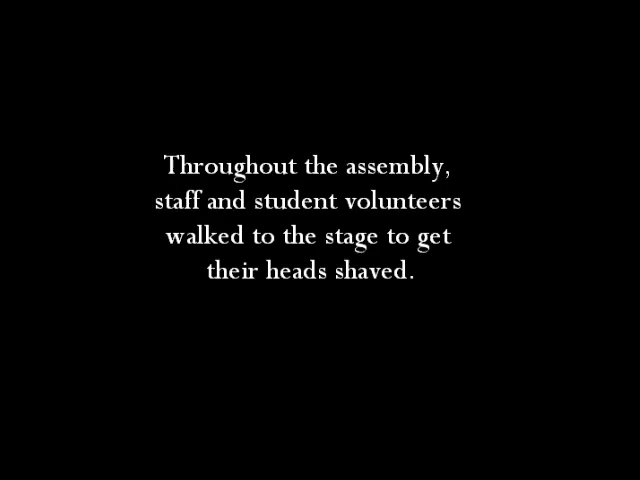 Throughout the assembly,
staff and student volunteers
walked to the stage to get
their heads shaved.